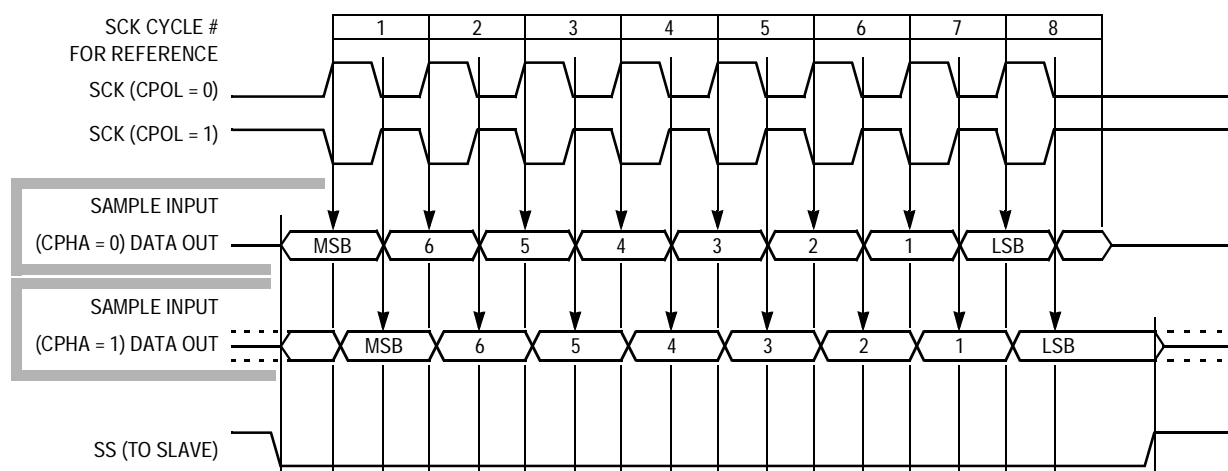 SCK CYCLE # 1 2 3 4 5 6 7 8
FOR REFERENCE
SCK (CPOL = 0)
SCK (CPOL = 1)
SAMPLE INPUT
(CPHA = 0) DATA OUT MSB 6 5 4 3 2 1 LSB
SAMPLE INPUT
(CPHA = 1) DATA OUT MSB 6 5 4 3 2 1 LSB
SS (TO SLAVE)